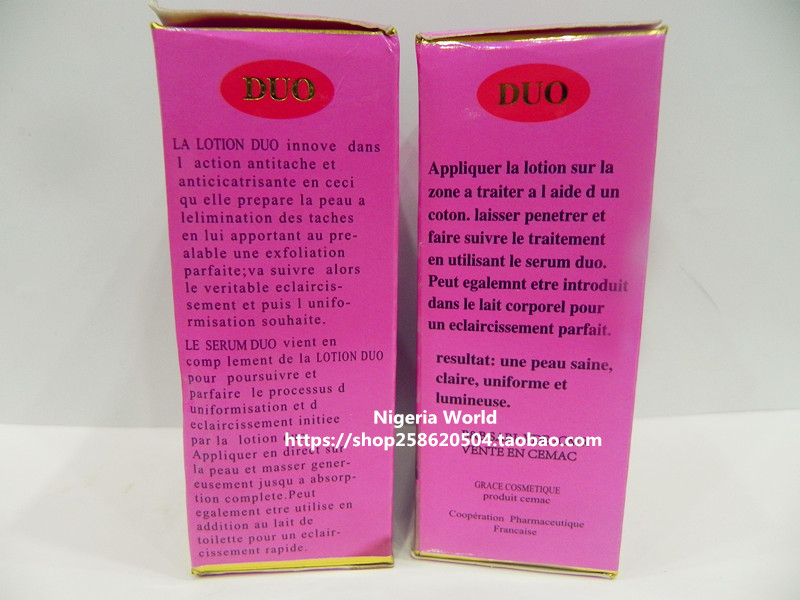 DUO
LA LOTION DUO innove dans
l action antitache et
anticicatrisante en ceci
qu elle prepare la peau a
lelimination des taches
en lui apportant au pre-
alable une exfoliation
parfaite;va suivre alors
le veritable eclaircis-
sement et puis l unifo-
rmisation souhaite.
LE SERUM DUO vient en
comp lement de la LOTION DUO
pour poursuivre et
parfaire le processus d
uniformisation et d
eclaircissement initiee
par la lotion
Appliquer en direct sur
la peau et masser gener-
eusement jusqu a absorp-
tion complete.Peut
egalement etre utilise en
addition au lait de
toilette pour un eclair-
cissement rapide.
DUO
Appliquer la lotion sur la
zone a traiter a l aide d un
coton. laisser penetrer et
faire suivre le traitement
en utilisant le serum duo.
Peut egalemnt etre introduit
dans le lait corporel pour
un eclaircissement parfait.
resultat: une peau saine,
claire, uniforme et
lumineuse.
VENTE EN CEMAC
GRACE COSMETIQUE
produit cemac
Coopération Pharmaceutique
Francaise
Nigeria World
https://shop258620504.taobao.com